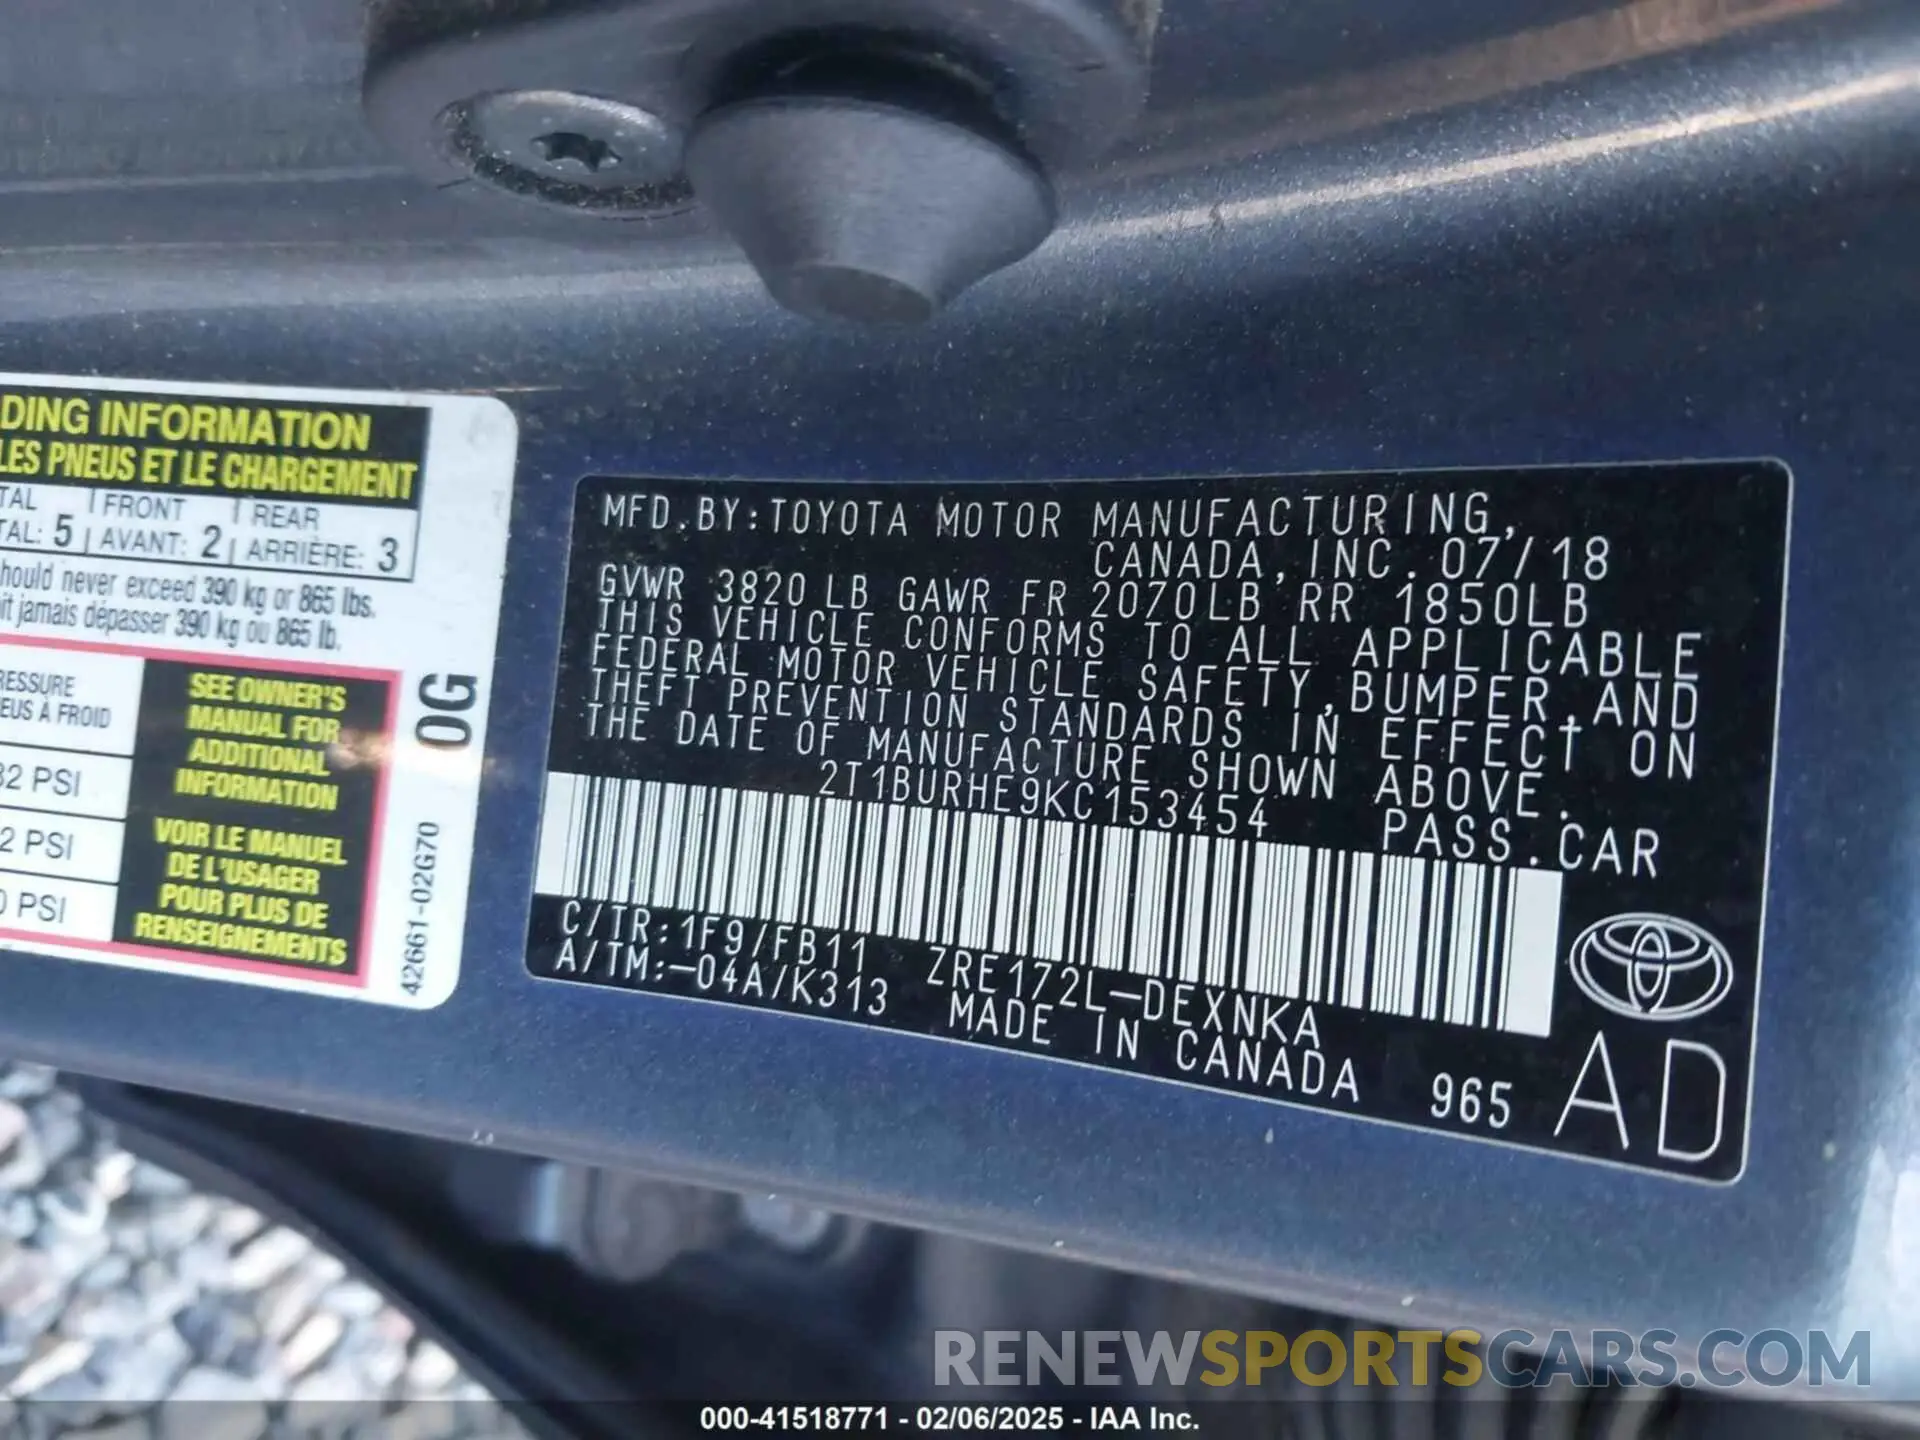 DING INFORMATION
LES PNEUS ET LE CHARGEMENT
TAL FRONT REAR
TAL: 5 AVANT: 2 ARRIÈRE: 3
hould never exceed 390 kg or 865 lbs.
it jamais dépasser 390 kg ou 865 lb.
RESSURE
EUS À FROID
32 PSI
2 PSI
0 PSI
SEE OWNER'S
MANUAL FOR
ADDITIONAL
INFORMATION
VOIR LE MANUEL
DE L'USAGER
POUR PLUS DE
RENSEIGNEMENTS
0G
42661-02G70
MFD.BY:TOYOTA MOTOR MANUFACTURING,
CANADA,INC.07/18
GVWR 3820 LB GAWR FR 2070LB RR 1850LB
THIS VEHICLE CONFORMS TO ALL APPLICABLE
FEDERAL MOTOR VEHICLE SAFETY,BUMPER,AND
THEFT PREVENTION STANDARDS IN EFFECT ON
THE DATE OF MANUFACTURE SHOWN ABOVE.
2T1BURHE9KC153454 PASS.CAR
C/TR:1F9/FB11 ZRE172L-DEXNKA
A/TM:-04A/K313 MADE IN CANADA 965 AD
RENEWSPORTSCARS.COM
000-41518771 - 02/06/2025 - IAA Inc.